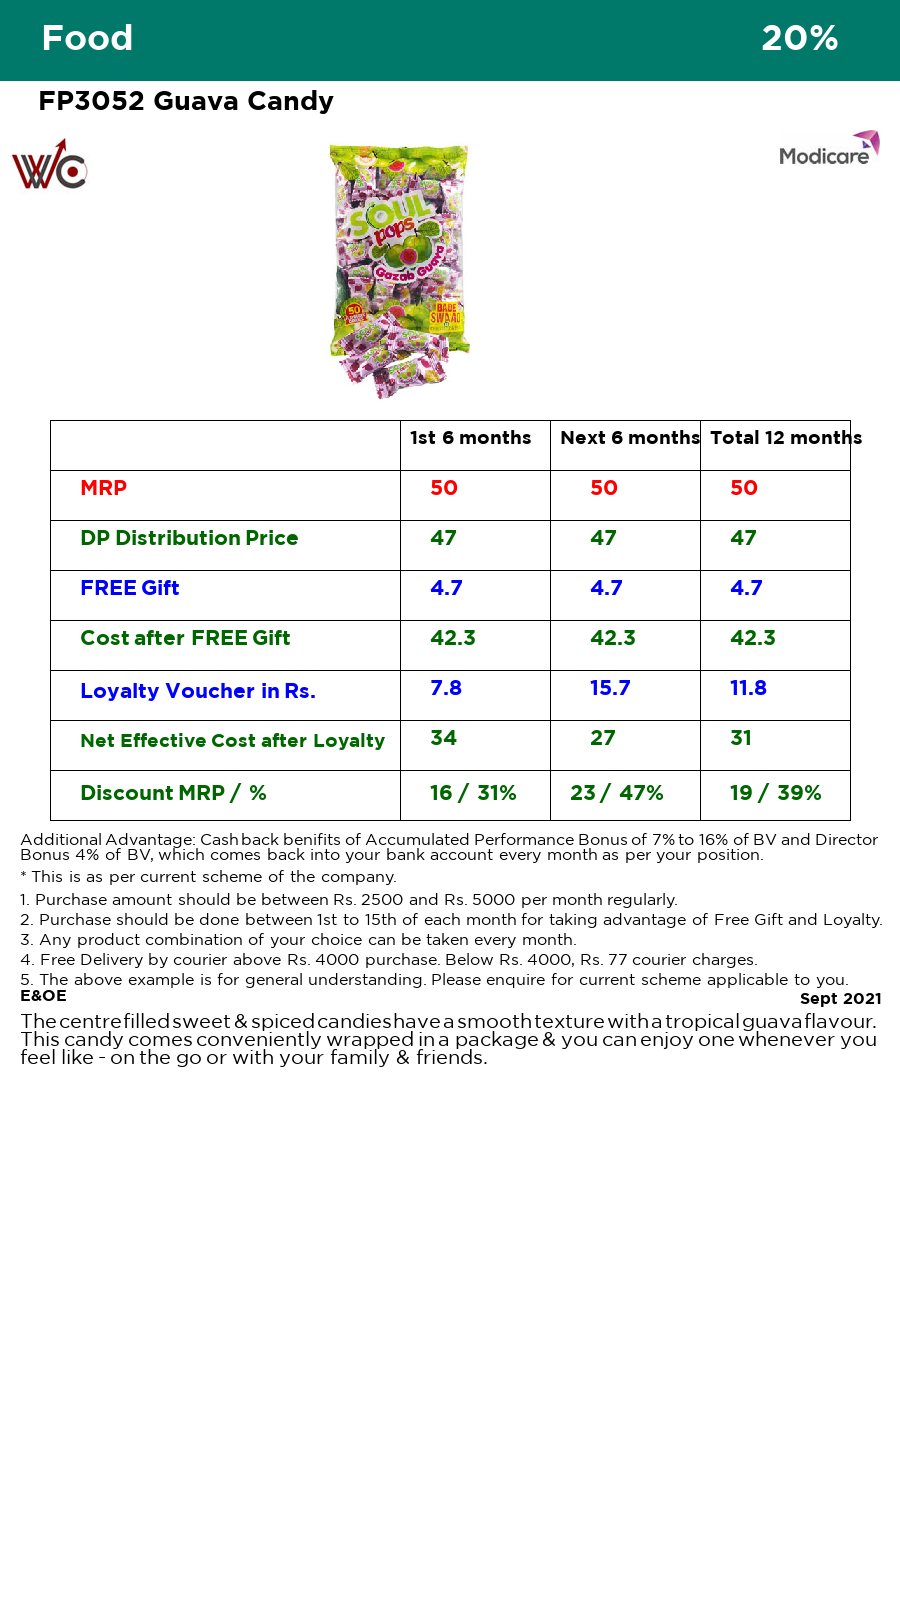 Food 20%
FP3052 Guava Candy
WC
Modicare
SOUL
pops
Gazab Guava
50
BADE
SWAAD
1st 6 months Next 6 months Total 12 months
MRP 50 50 50
DP Distribution Price 47 47 47
FREE Gift 4.7 4.7 4.7
Cost after FREE Gift 42.3 42.3 42.3
Loyalty Voucher in Rs. 7.8 15.7 11.8
Net Effective Cost after Loyalty 34 27 31
Discount MRP / % 16 / 31% 23 / 47% 19 / 39%
Additional Advantage: Cash back benifits of Accumulated Performance Bonus of 7% to 16% of BV and Director
Bonus 4% of BV, which comes back into your bank account every month as per your position.
* This is as per current scheme of the company.
1. Purchase amount should be between Rs. 2500 and Rs. 5000 per month regularly.
2. Purchase should be done between 1st to 15th of each month for taking advantage of Free Gift and Loyalty.
3. Any product combination of your choice can be taken every month.
4. Free Delivery by courier above Rs. 4000 purchase. Below Rs. 4000, Rs. 77 courier charges.
5. The above example is for general understanding. Please enquire for current scheme applicable to you.
E&OE Sept 2021
The centre filled sweet & spiced candies have a smooth texture with a tropical guava flavour.
This candy comes conveniently wrapped in a package & you can enjoy one whenever you
feel like - on the go or with your family & friends.